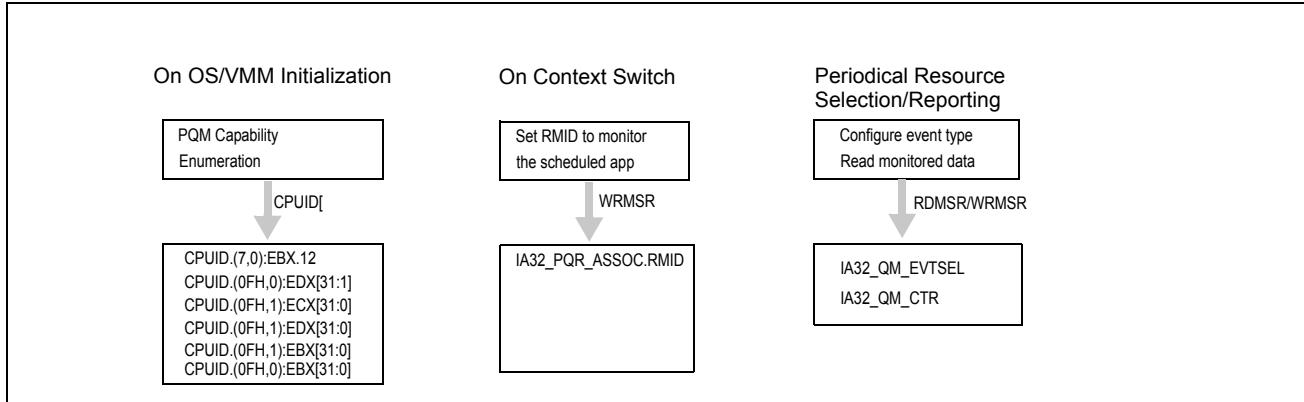 On OS/VMM Initialization
PQM Capability
Enumeration
CPUID[
CPUID.(7,0):EBX.12
CPUID.(0FH,0):EDX[31:1]
CPUID.(0FH,1):ECX[31:0]
CPUID.(0FH,1):EDX[31:0]
CPUID.(0FH,1):EBX[31:0]
CPUID.(0FH,0):EBX[31:0]
On Context Switch
Set RMID to monitor
the scheduled app
WRMSR
IA32_PQR_ASSOC.RMID
Periodical Resource
Selection/Reporting
Configure event type
Read monitored data
RDMSR/WRMSR
IA32_QM_EVTSEL
IA32_QM_CTR